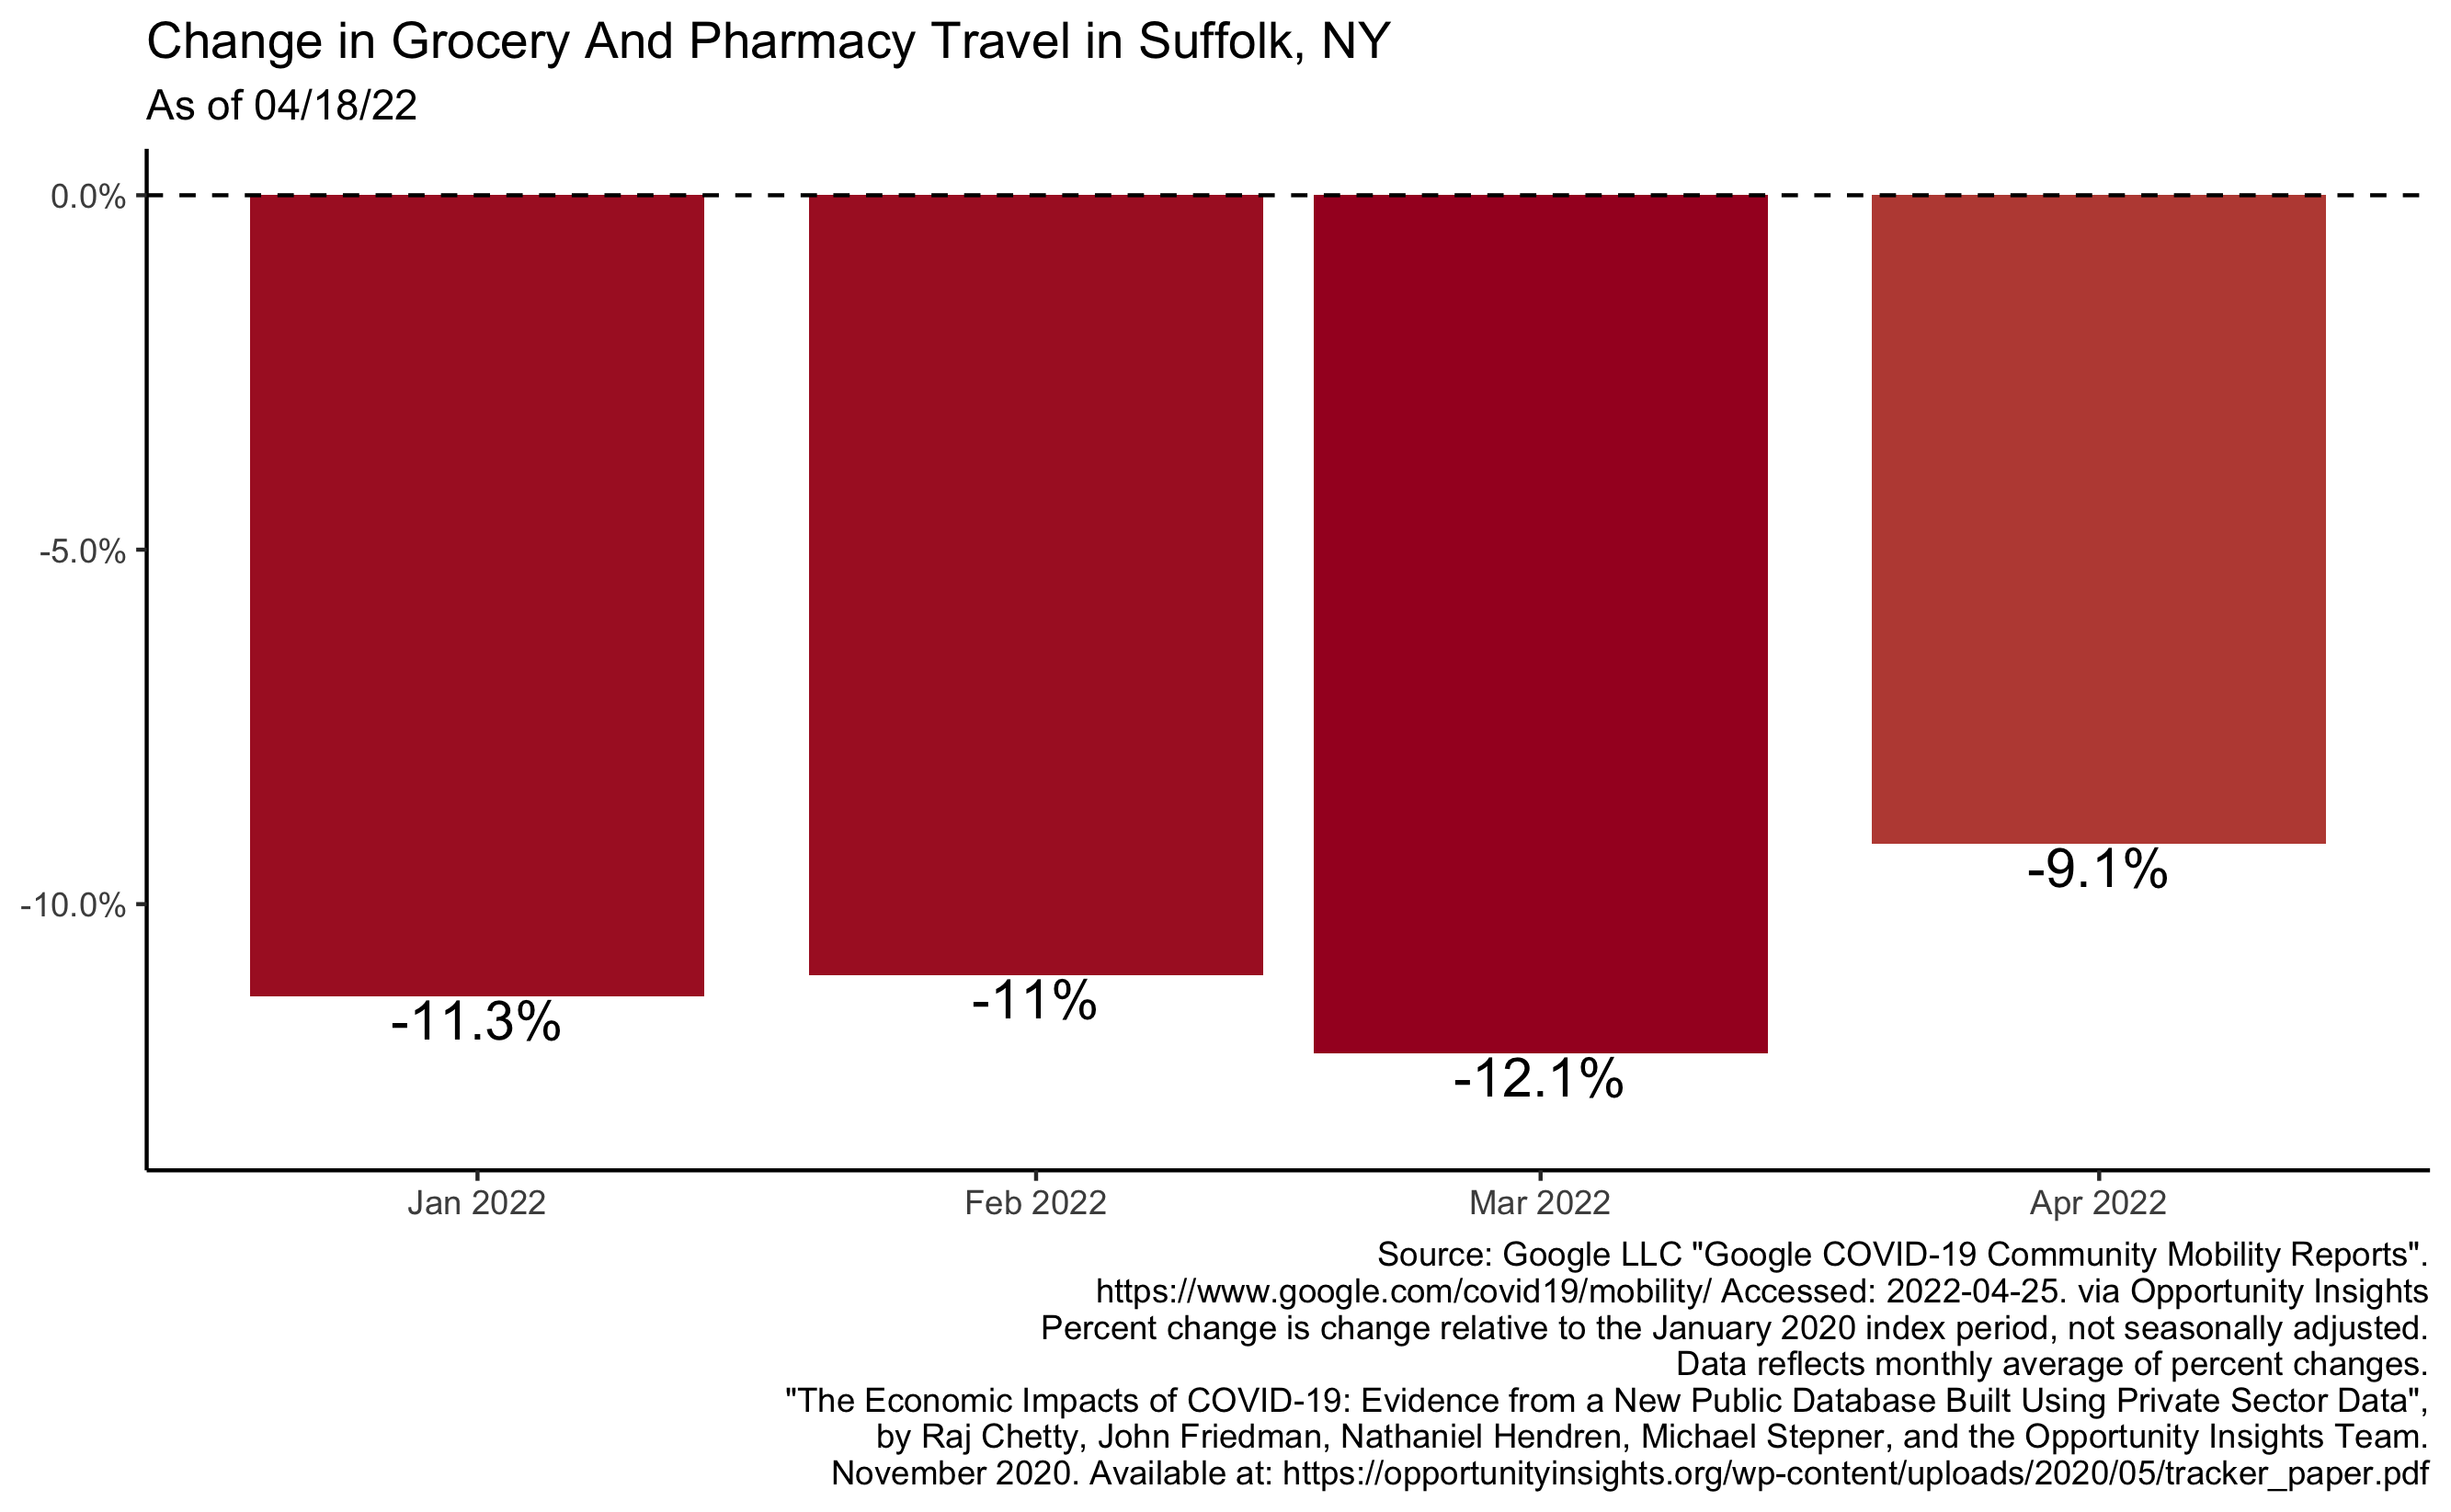 Change in Grocery And Pharmacy Travel in Suffolk, NY
As of 04/18/22
0.0%
-5.0%
-10.0%
-11.3%
-11%
-12.1%
-9.1%
Jan 2022
Feb 2022
Mar 2022
Apr 2022
Source: Google LLC "Google COVID-19 Community Mobility Reports".
https://www.google.com/covid19/mobility/ Accessed: 2022-04-25. via Opportunity Insights
Percent change is change relative to the January 2020 index period, not seasonally adjusted.
Data reflects monthly average of percent changes.
"The Economic Impacts of COVID-19: Evidence from a New Public Database Built Using Private Sector Data",
by Raj Chetty, John Friedman, Nathaniel Hendren, Michael Stepner, and the Opportunity Insights Team.
November 2020. Available at: https://opportunityinsights.org/wp-content/uploads/2020/05/tracker_paper.pdf